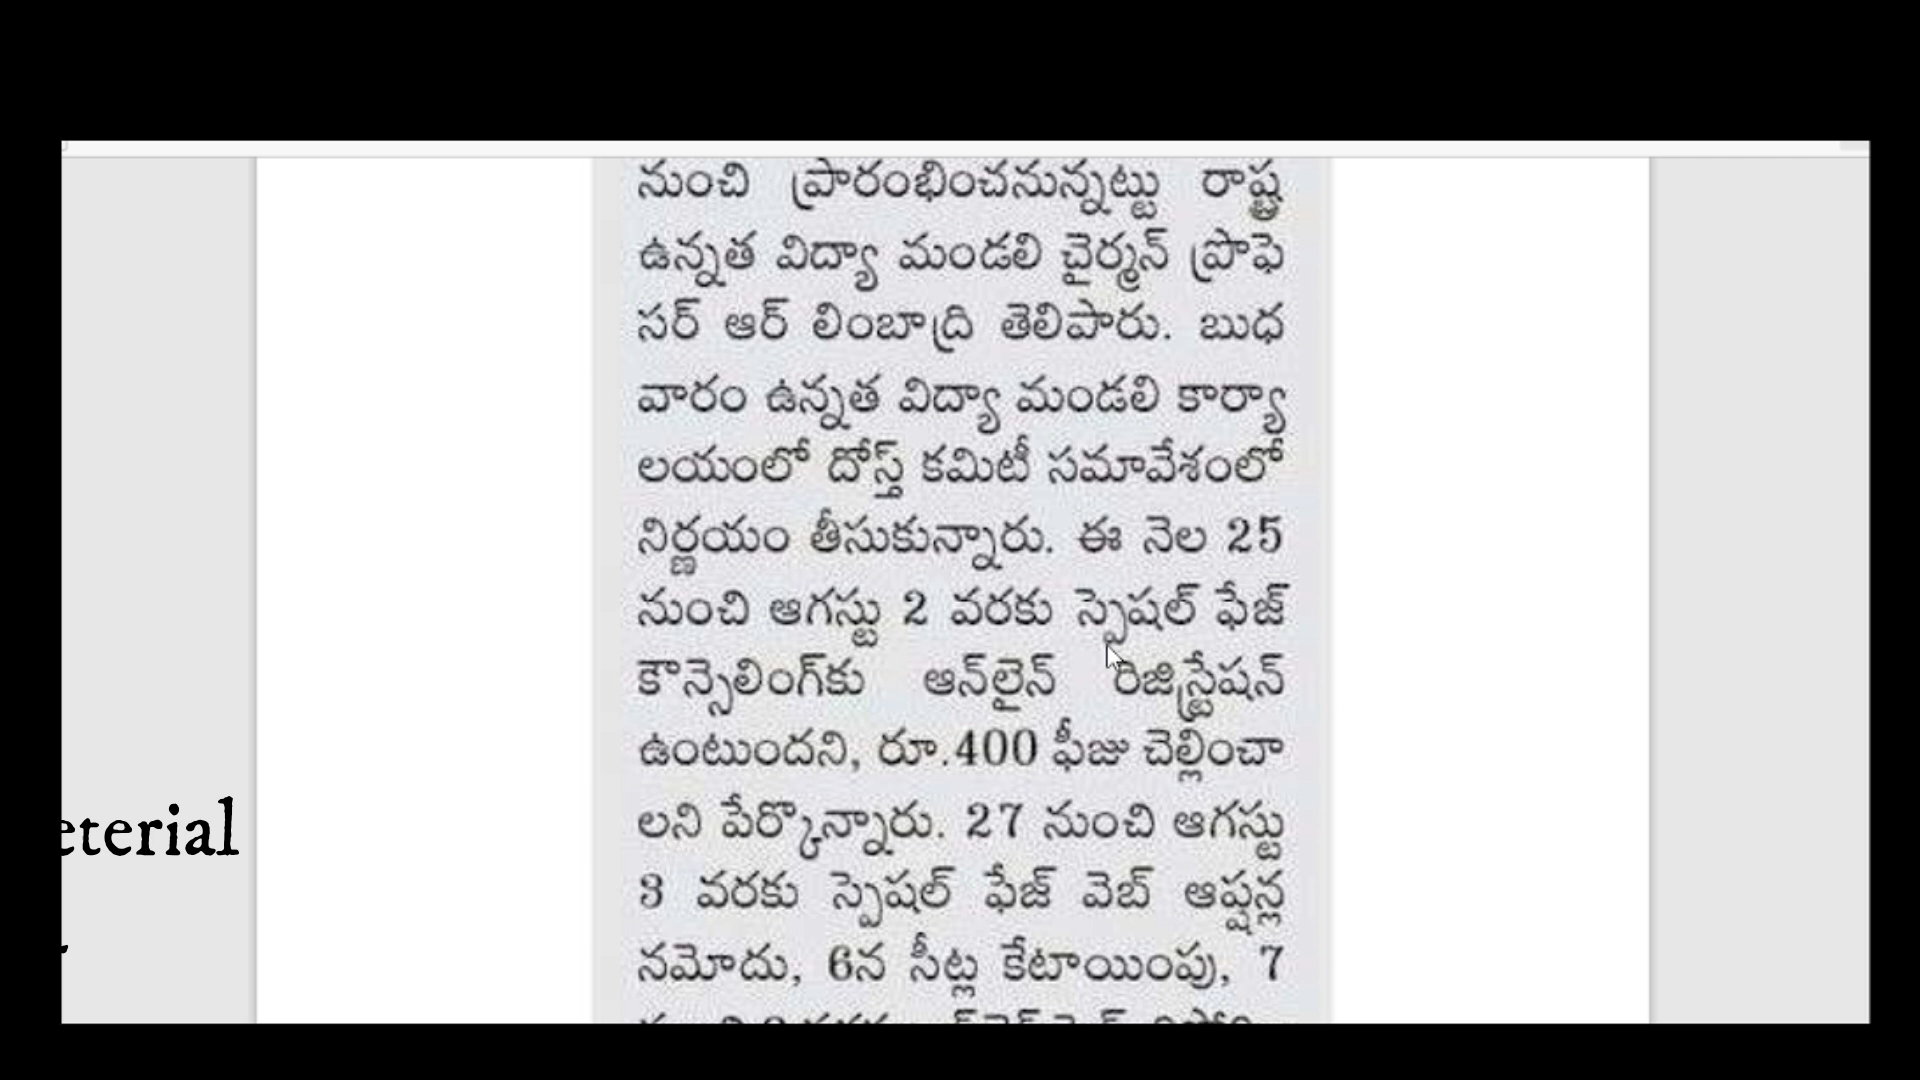 నుంచి ప్రారంభించనున్నట్టు రాష్ట్ర
ఉన్నత విద్యా మండలి చైర్మన్ ప్రొఫె
సర్ ఆర్ లింబాద్రి తెలిపారు. బుధ
వారం ఉన్నత విద్యా మండలి కార్యా
లయంలో దోస్త్ కమిటీ సమావేశంలో
నిర్ణయం తీసుకున్నారు. ఈ నెల 25
నుంచి ఆగస్టు 2 వరకు స్పెషల్ ఫేజ్
కౌన్సెలింగ్‌కు ఆన్‌లైన్ రిజిస్ట్రేషన్
ఉంటుందని, రూ.400 ఫీజు చెల్లించా
లని పేర్కొన్నారు. 27 నుంచి ఆగస్టు
3 వరకు స్పెషల్ ఫేజ్ వెబ్ ఆప్షన్ల
నమోదు, 6న సీట్ల కేటాయింపు, 7
eterial